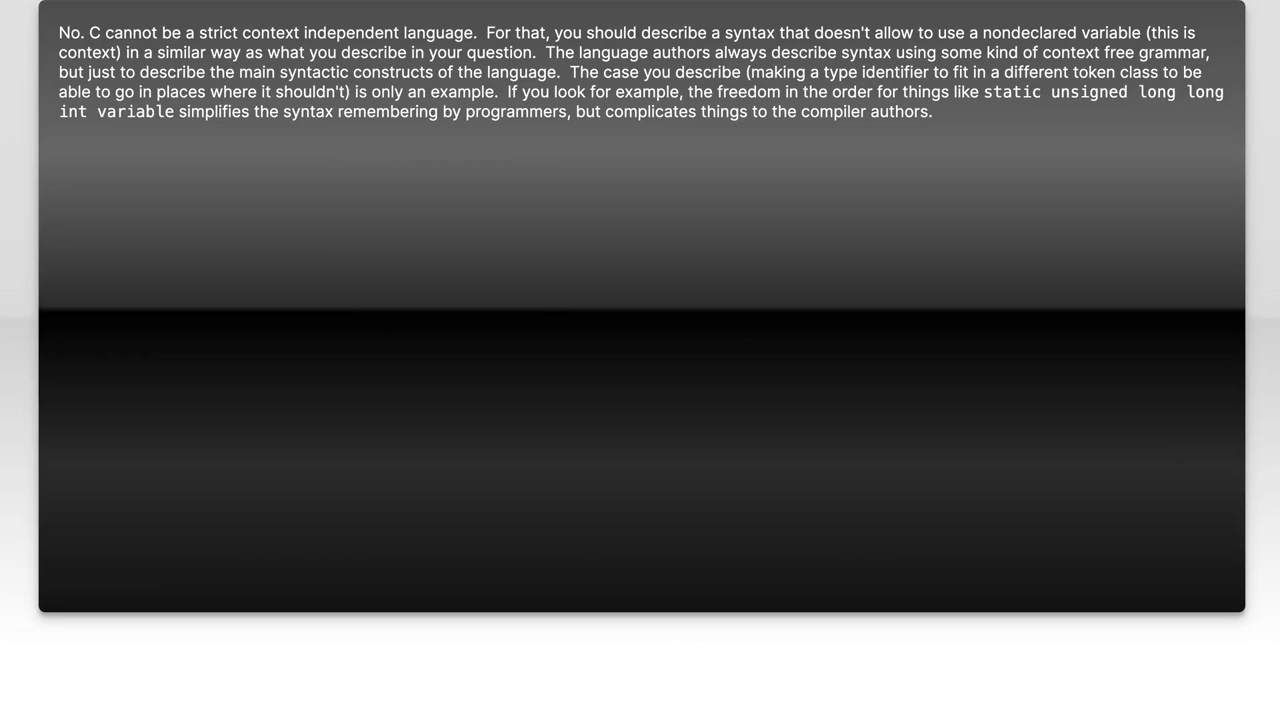 No. C cannot be a strict context independent language.  For that, you should describe a syntax that doesn't allow to use a nondeclared variable (this is
context) in a similar way as what you describe in your question.  The language authors always describe syntax using some kind of context free grammar,
but just to describe the main syntactic constructs of the language.  The case you describe (making a type identifier to fit in a different token class to be
able to go in places where it shouldn't) is only an example.  If you look for example, the freedom in the order for things like static unsigned long long
int variable simplifies the syntax remembering by programmers, but complicates things to the compiler authors.